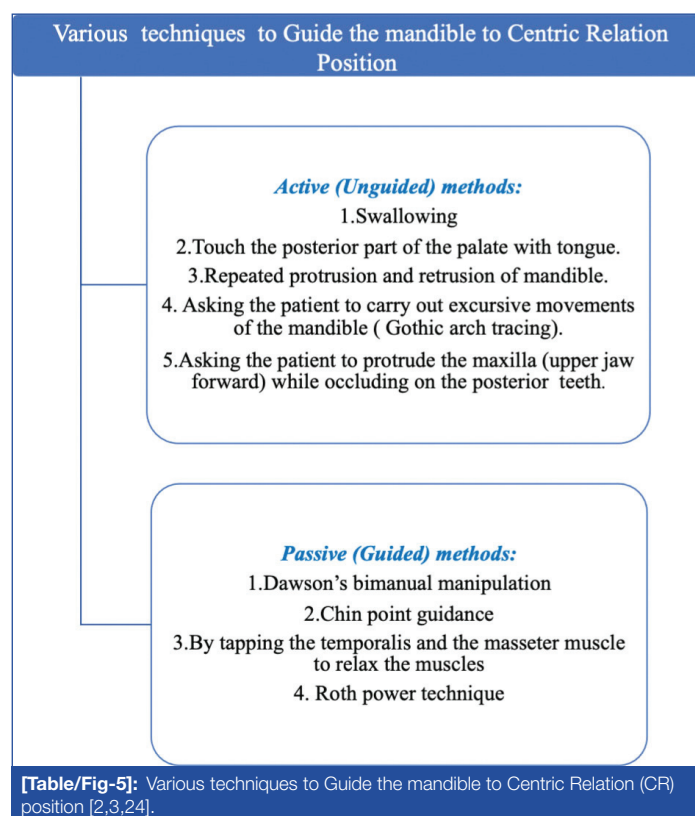 Various techniques to Guide the mandible to Centric Relation
Position
Active (Unguided) methods:
1.Swallowing
2.Touch the posterior part of the palate with tongue.
3.Repeated protrusion and retrusion of mandible.
4. Asking the patient to carry out excursive movements
of the mandible ( Gothic arch tracing).
5.Asking the patient to protrude the maxilla (upper jaw
forward) while occluding on the posterior teeth.
Passive (Guided) methods:
1.Dawson's bimanual manipulation
2.Chin point guidance
3.By tapping the temporalis and the masseter muscle
to relax the muscles
4. Roth power technique
[Table/Fig-5]: Various techniques to Guide the mandible to Centric Relation (CR)
position [2,3,24].